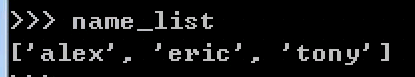 >>> name_list
['alex', 'eric', 'tony']